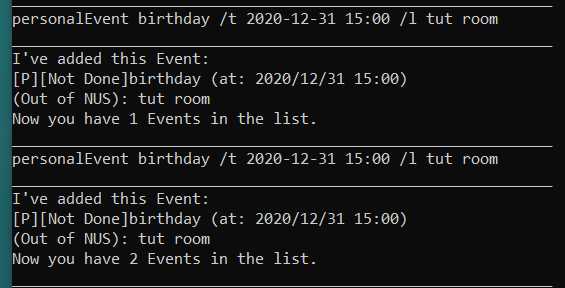 personalEvent birthday /t 2020-12-31 15:00 /l tut room
I've added this Event:
[P][Not Done]birthday (at: 2020/12/31 15:00)
(Out of NUS): tut room
Now you have 1 Events in the list.
personalEvent birthday /t 2020-12-31 15:00 /l tut room
I've added this Event:
[P][Not Done]birthday (at: 2020/12/31 15:00)
(Out of NUS): tut room
Now you have 2 Events in the list.